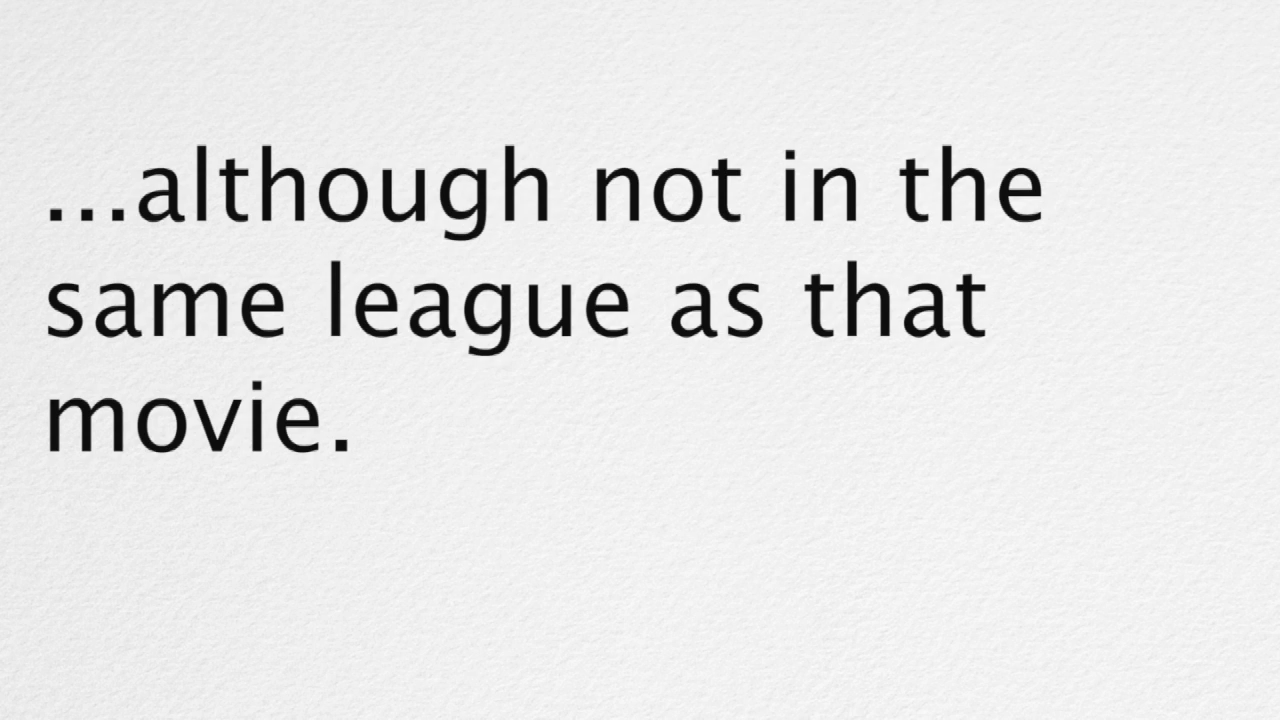 ...although not in the
same league as that
movie.